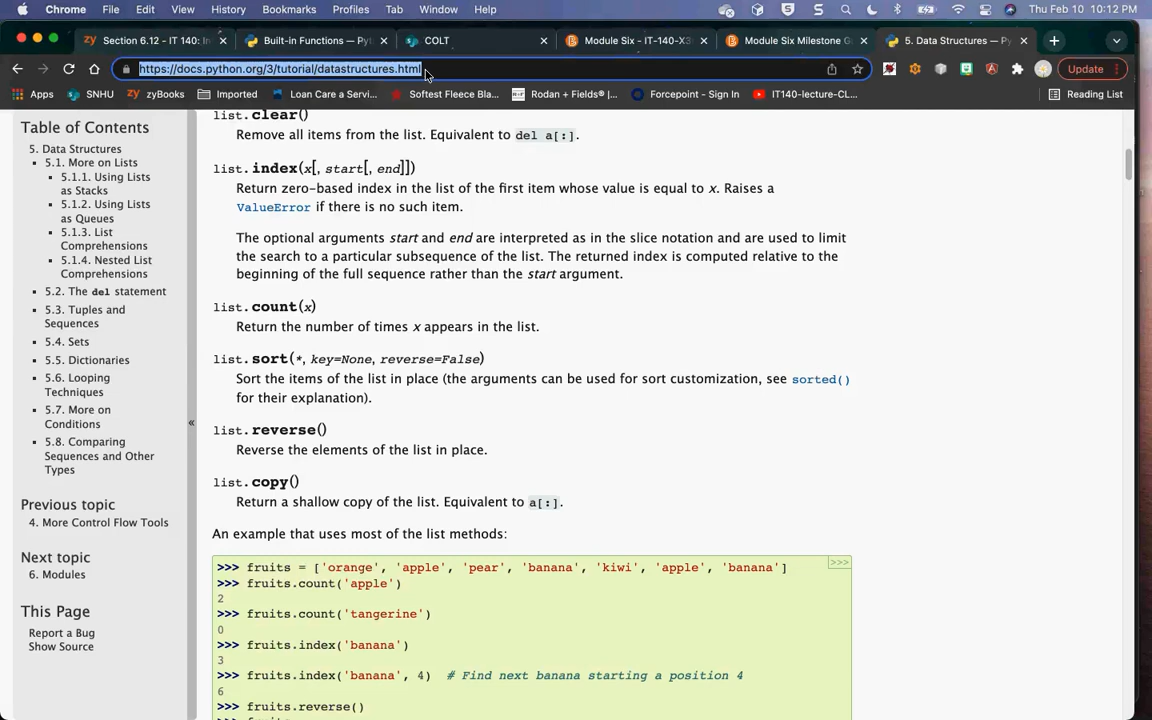 Chrome File Edit View History Bookmarks Profiles Tab Window Help Thu Feb 10 10:12 PM
Section 6.12 - IT 140: In Built-in Functions — Pyt COLT Module Six - IT-140-X3 Module Six Milestone G 5. Data Structures — Pyt
https://docs.python.org/3/tutorial/datastructures.html Update
Apps SNHU zyBooks Imported Loan Care a Servi... Softest Fleece Bla... Rodan + Fields® |... Forcepoint - Sign In IT140-lecture-CL... Reading List
Table of Contents
5. Data Structures
5.1. More on Lists
5.1.1. Using Lists
as Stacks
5.1.2. Using Lists
as Queues
5.1.3. List
Comprehensions
5.1.4. Nested List
Comprehensions
5.2. The del statement
5.3. Tuples and
Sequences
5.4. Sets
5.5. Dictionaries
5.6. Looping
Techniques
5.7. More on
Conditions
5.8. Comparing
Sequences and Other
Types
Previous topic
4. More Control Flow Tools
Next topic
6. Modules
This Page
Report a Bug
Show Source
«
list.clear()
Remove all items from the list. Equivalent to del a[:].
list.index(x[, start[, end]])
Return zero-based index in the list of the first item whose value is equal to x. Raises a
ValueError if there is no such item.
The optional arguments start and end are interpreted as in the slice notation and are used to limit
the search to a particular subsequence of the list. The returned index is computed relative to the
beginning of the full sequence rather than the start argument.
list.count(x)
Return the number of times x appears in the list.
list.sort(*, key=None, reverse=False)
Sort the items of the list in place (the arguments can be used for sort customization, see sorted()
for their explanation).
list.reverse()
Reverse the elements of the list in place.
list.copy()
Return a shallow copy of the list. Equivalent to a[:].
An example that uses most of the list methods:
>>>
>>> fruits = ['orange', 'apple', 'pear', 'banana', 'kiwi', 'apple', 'banana']
>>> fruits.count('apple')
2
>>> fruits.count('tangerine')
0
>>> fruits.index('banana')
3
>>> fruits.index('banana', 4) # Find next banana starting a position 4
6
>>> fruits.reverse()